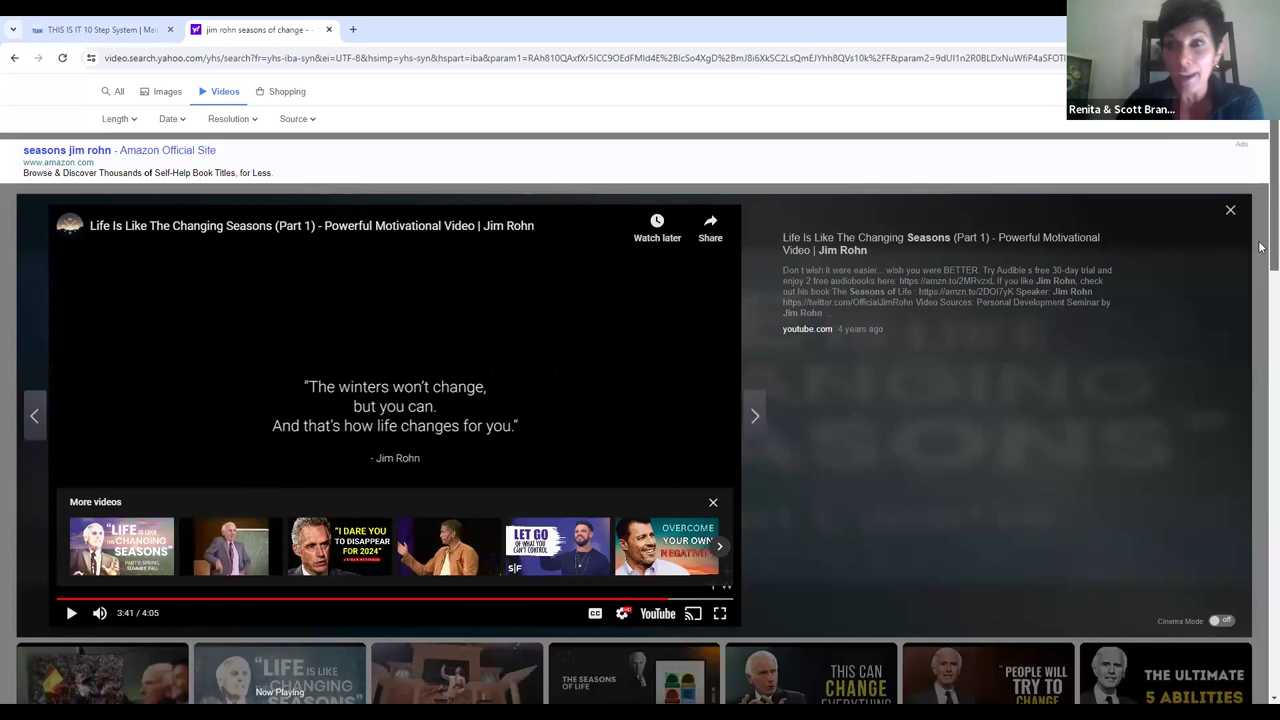 TEAM THIS IS IT 10 Step System | Mai
jim rohn seasons of change -
video.search.yahoo.com/yhs/search?fr=yhs-iba-syn&ei=UTF-8&hsimp=yhs-syn&hspart=iba&param1=
Renita & Scott Bran...
All
Images
Videos
Shopping
Length
Date
Resolution
Source
seasons jim rohn - Amazon Official Site
Ads
www.amazon.com
Browse & Discover Thousands of Self-Help Book Titles, for Less.
Life Is Like The Changing Seasons (Part 1) - Powerful Motivational Video | Jim Rohn
Watch later
Share
Life Is Like The Changing Seasons (Part 1) - Powerful Motivational
Video | Jim Rohn
Don t wish it were easier... wish you were BETTER. Try Audible s free 30-day trial and
enjoy 2 free audiobooks here: https://amzn.to/2MRvzxL If you like Jim Rohn, check
out his book The Seasons of Life : https://amzn.to/2DOI7yK Speaker: Jim Rohn
https://twitter.com/OfficialJimRohn Video Sources: Personal Development Seminar by
Jim Rohn ...
youtube.com 4 years ago
"The winters won't change,
but you can.
And that's how life changes for you."
- Jim Rohn
More videos
"LIFE IS LIKE
THE CHANGING
SEASONS"
"I DARE YOU
TO DISAPPEAR
FOR 2024"
LET GO
OF WHAT YOU
CAN'T CONTROL
S|F
OVERCOME
YOUR OWN
NEGATIVITY
3:41 / 4:05
CC
HD
YouTube
Cinema Mode
off
"LIFE IS LIKE
THE CHANGING
SEASONS"
Now Playing
THE SEASONS
OF LIFE
THIS CAN
CHANGE
EVERYTHING
"PEOPLE WILL
TRY TO
CHANGE
THE ULTIMATE
5 ABILITIES